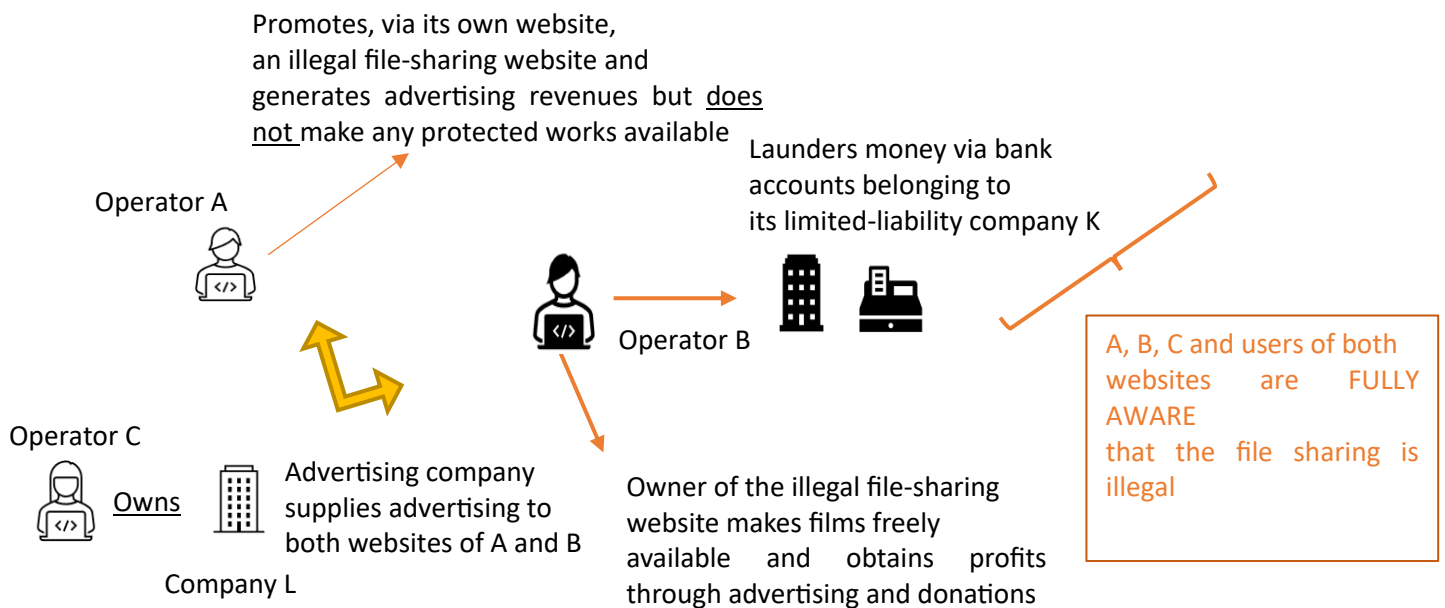 Promotes, via its own website,
an illegal file-sharing website and
generates advertising revenues but does
not make any protected works available
Launders money via bank
accounts belonging to
its limited-liability company K
Operator A
</>
</>
Operator B
A, B, C and users of both
websites are FULLY
AWARE
that the file sharing is
illegal
Operator C
</>
Owns
Advertising company
supplies advertising to
both websites of A and B
Company L
Owner of the illegal file-sharing
website makes films freely
available and obtains profits
through advertising and donations